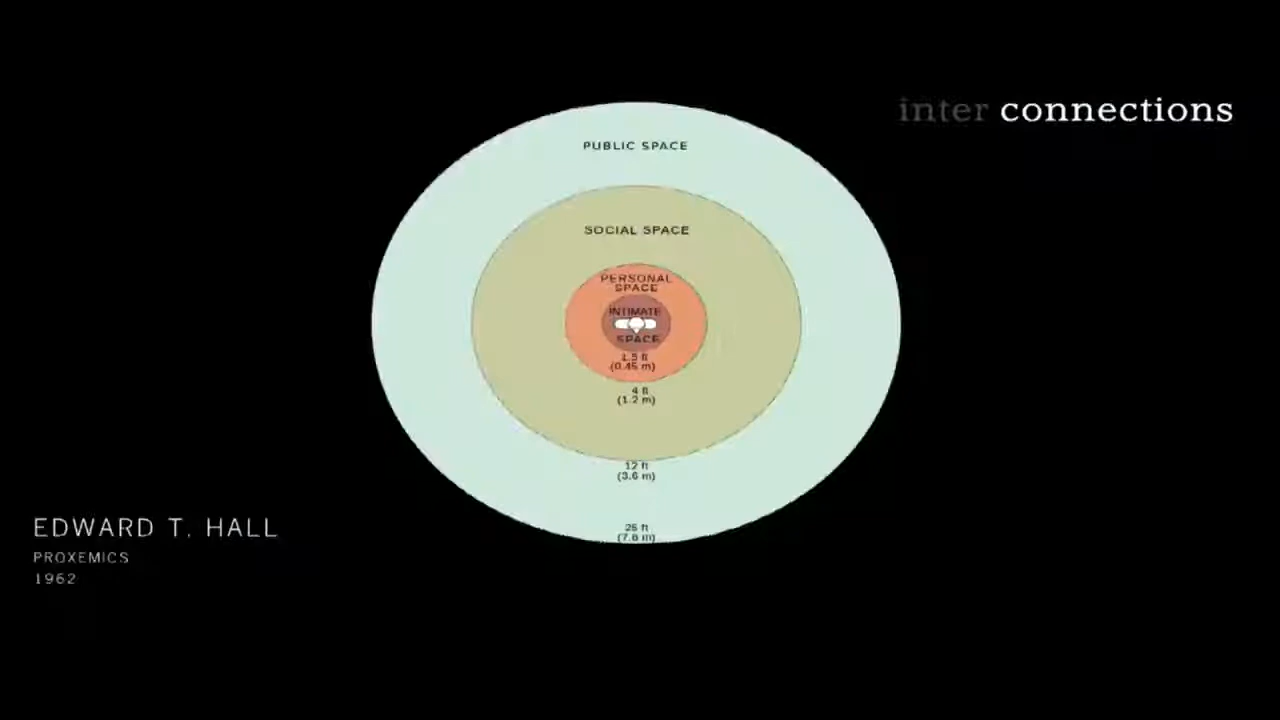 inter connections
PUBLIC SPACE
SOCIAL SPACE
PERSONAL
SPACE
INTIMATE
SPACE
1.5 ft
(0.45 m)
4 ft
(1.2 m)
12 ft
(3.6 m)
25 ft
(7.6 m)
EDWARD T. HALL
PROXEMICS
1962